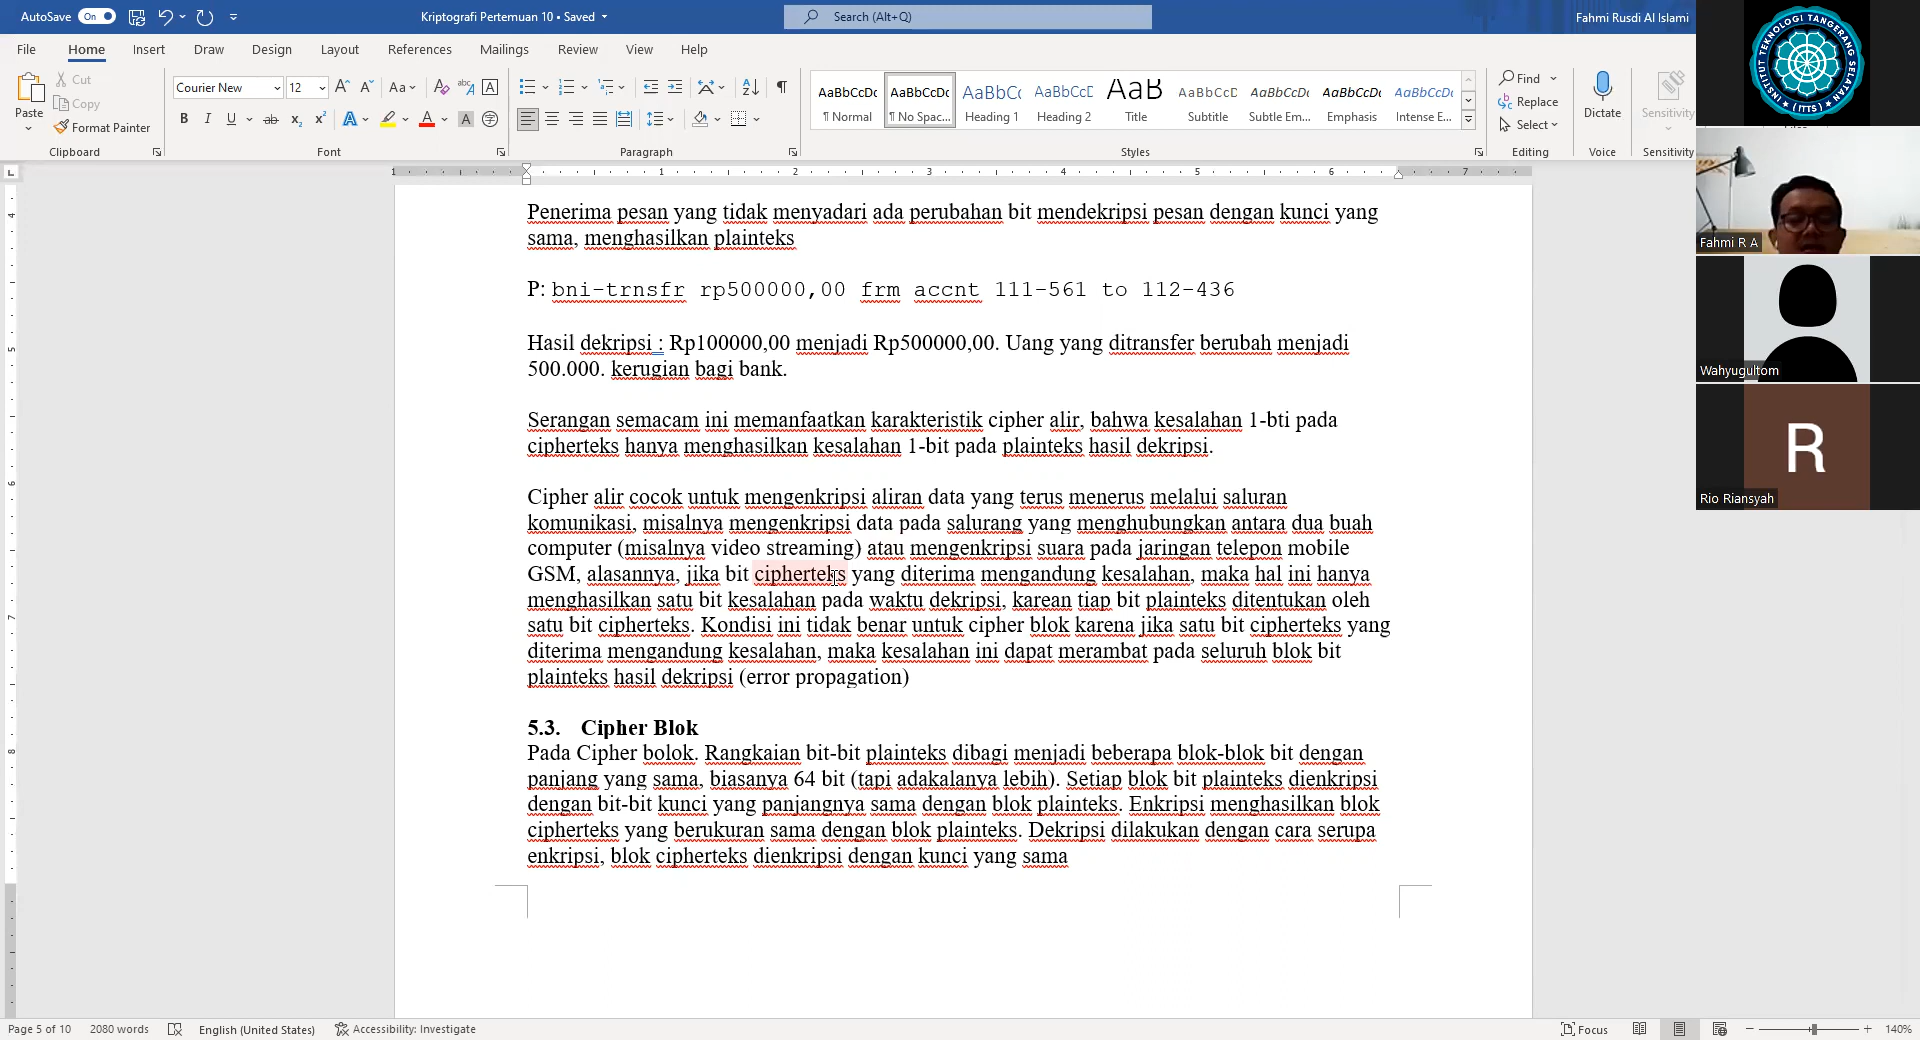 AutoSave On Kriptografi Pertemuan 10 • Saved Search (Alt+Q) Fahmi Rusdi Al Islami
File Home Insert Draw Design Layout References Mailings Review View Help
Paste Cut Copy Format Painter
Courier New 12 Aa
AaBbCcDc AaBbCcDc AaBbCc AaBbCcE AaB AaBbCcD AaBbCcDc AaBbCcDc AaBbCcDc
¶ Normal ¶ No Spac... Heading 1 Heading 2 Title Subtitle Subtle Em... Emphasis Intense E...
Find Replace Select Dictate Sensitivity
Clipboard Font Paragraph Styles Editing Voice Sensitivity
INSTITUT TEKNOLOGI TANGERANG SELATAN (ITTS)
Penerima pesan yang tidak menyadari ada perubahan bit mendekripsi pesan dengan kunci yang
sama, menghasilkan plainteks
P: bni-trnsfr rp500000,00 frm accnt 111-561 to 112-436
Hasil dekripsi : Rp100000,00 menjadi Rp500000,00. Uang yang ditransfer berubah menjadi
500.000. kerugian bagi bank.
Serangan semacam ini memanfaatkan karakteristik cipher alir, bahwa kesalahan 1-bti pada
cipherteks hanya menghasilkan kesalahan 1-bit pada plainteks hasil dekripsi.
Cipher alir cocok untuk mengenkripsi aliran data yang terus menerus melalui saluran
komunikasi, misalnya mengenkripsi data pada salurang yang menghubungkan antara dua buah
computer (misalnya video streaming) atau mengenkripsi suara pada jaringan telepon mobile
GSM, alasannya, jika bit cipherteks yang diterima mengandung kesalahan, maka hal ini hanya
menghasilkan satu bit kesalahan pada waktu dekripsi, karean tiap bit plainteks ditentukan oleh
satu bit cipherteks. Kondisi ini tidak benar untuk cipher blok karena jika satu bit cipherteks yang
diterima mengandung kesalahan, maka kesalahan ini dapat merambat pada seluruh blok bit
plainteks hasil dekripsi (error propagation)
5.3. Cipher Blok
Pada Cipher bolok. Rangkaian bit-bit plainteks dibagi menjadi beberapa blok-blok bit dengan
panjang yang sama, biasanya 64 bit (tapi adakalanya lebih). Setiap blok bit plainteks dienkripsi
dengan bit-bit kunci yang panjangnya sama dengan blok plainteks. Enkripsi menghasilkan blok
cipherteks yang berukuran sama dengan blok plainteks. Dekripsi dilakukan dengan cara serupa
enkripsi, blok cipherteks dienkripsi dengan kunci yang sama
Fahmi R A
Wahyugultom
R
Rio Riansyah
Page 5 of 10 2080 words English (United States) Accessibility: Investigate Focus 140%